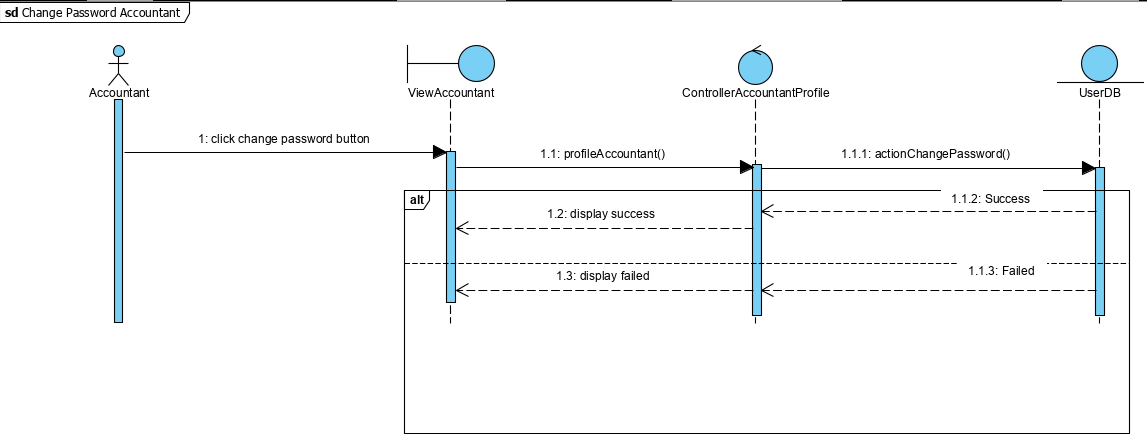 sd Change Password Accountant
Accountant
ViewAccountant
ControllerAccountantProfile
UserDB
1: click change password button
1.1: profileAccountant()
1.1.1: actionChangePassword()
alt
1.1.2: Success
1.2: display success
1.1.3: Failed
1.3: display failed